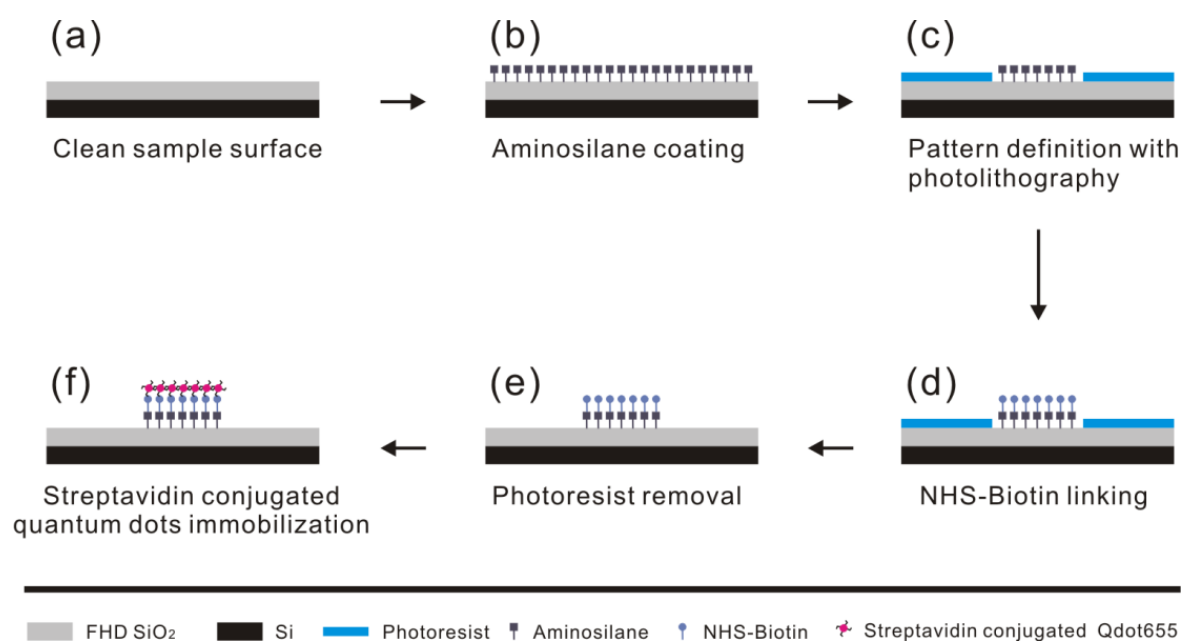 (a)
Clean sample surface
(b)
Aminosilane coating
(c)
Pattern definition with
photolithography
(f)
Streptavidin conjugated
quantum dots immobilization
(e)
Photoresist removal
(d)
NHS-Biotin linking
FHD SiO₂ Si Photoresist Aminosilane NHS-Biotin Streptavidin conjugated Qdot655